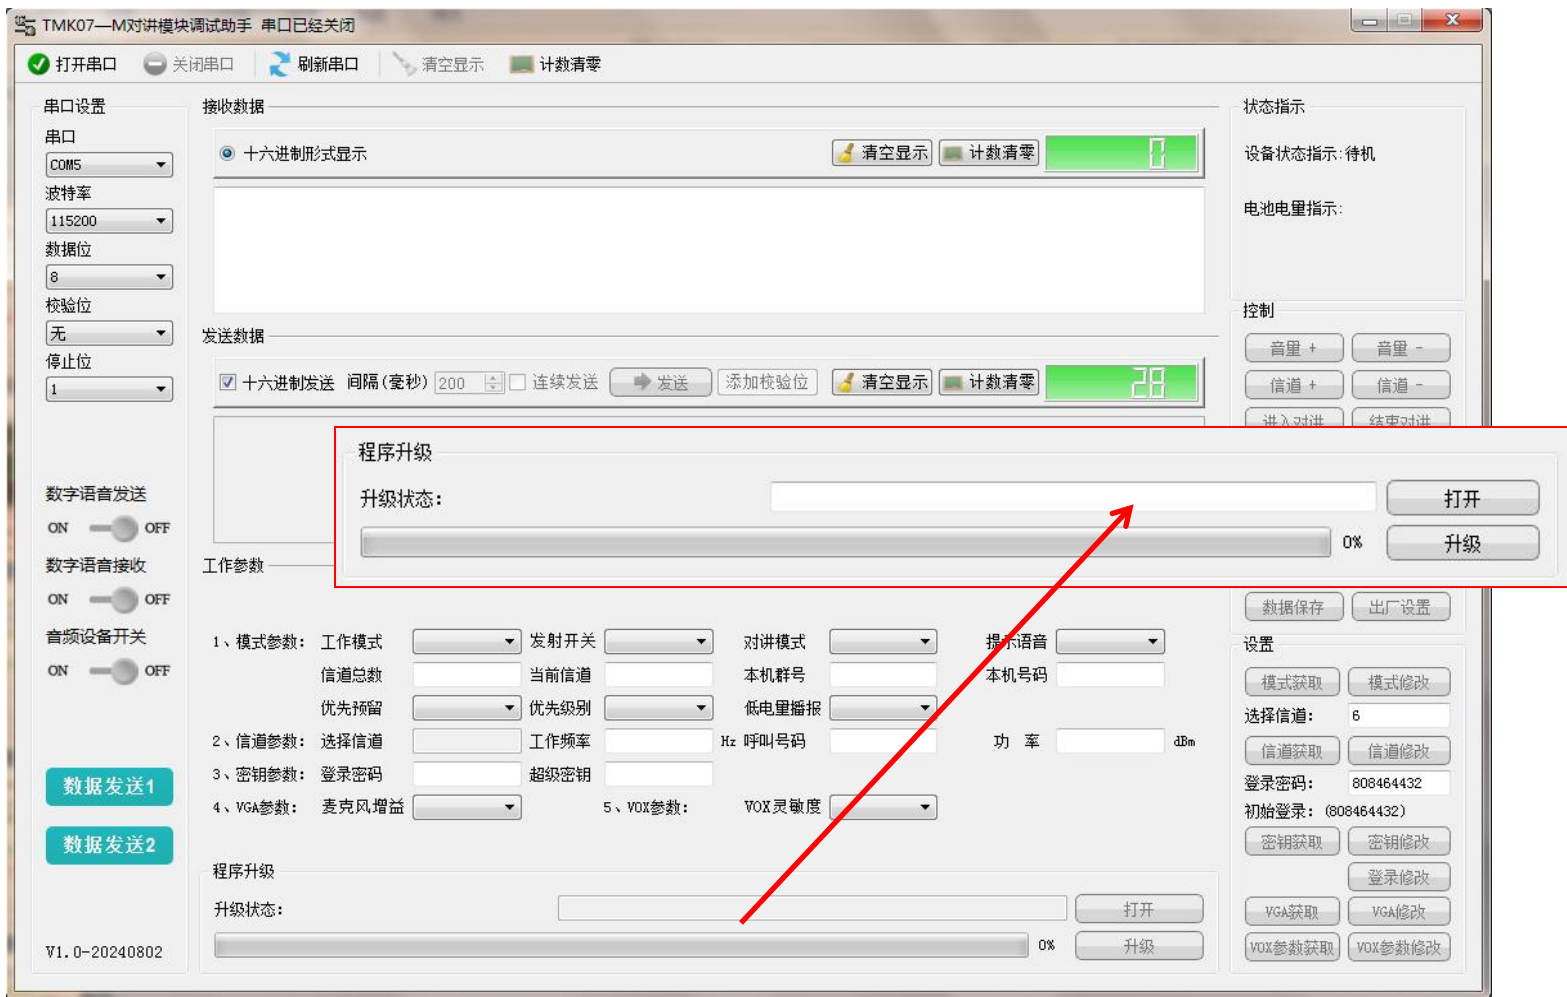 TMK07—M对讲模块调试助手 串口已经关闭
打开串口 关闭串口 刷新串口 清空显示 计数清零
串口设置
串口
COM5
波特率
115200
数据位
8
校验位
无
停止位
1
数字语音发送
ON OFF
数字语音接收
ON OFF
音频设备开关
ON OFF
数据发送1
数据发送2
V1.0-20240802
接收数据
十六进制形式显示 清空显示 计数清零 0
发送数据
十六进制发送 间隔(毫秒) 200 连续发送 发送 添加校验位 清空显示 计数清零 28
程序升级
升级状态: 打开
0% 升级
工作参数
1、模式参数: 工作模式 发射开关 对讲模式 提示语音
信道总数 当前信道 本机群号 本机号码
优先预留 优先级别 低电量播报
2、信道参数: 选择信道 工作频率 Hz 呼叫号码 功 率 dBm
3、密钥参数: 登录密码 超级密钥
4、VGA参数: 麦克风增益 5、VOX参数: VOX灵敏度
程序升级
升级状态: 打开
0% 升级
状态指示
设备状态指示:待机
电池电量指示:
控制
音量 + 音量 -
信道 + 信道 -
进入对讲 结束对讲
数据保存 出厂设置
设置
模式获取 模式修改
选择信道: 6
信道获取 信道修改
登录密码: 808464432
初始登录: (808464432)
密钥获取 密钥修改
登录修改
VGA获取 VGA修改
VOX参数获取 VOX参数修改